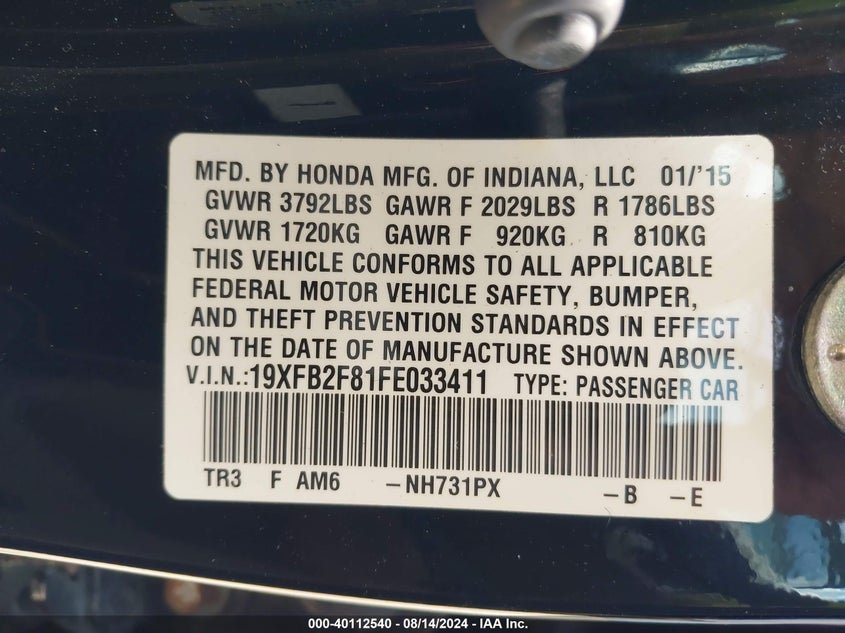 MFD. BY HONDA MFG. OF INDIANA, LLC 01/'15
GVWR 3792LBS GAWR F 2029LBS R 1786LBS
GVWR 1720KG GAWR F 920KG R 810KG
THIS VEHICLE CONFORMS TO ALL APPLICABLE
FEDERAL MOTOR VEHICLE SAFETY, BUMPER,
AND THEFT PREVENTION STANDARDS IN EFFECT
ON THE DATE OF MANUFACTURE SHOWN ABOVE.
V.I.N.:19XFB2F81FE033411 TYPE: PASSENGER CAR
TR3 F AM6 –NH731PX –B –E
000-40112540 - 08/14/2024 - IAA Inc.